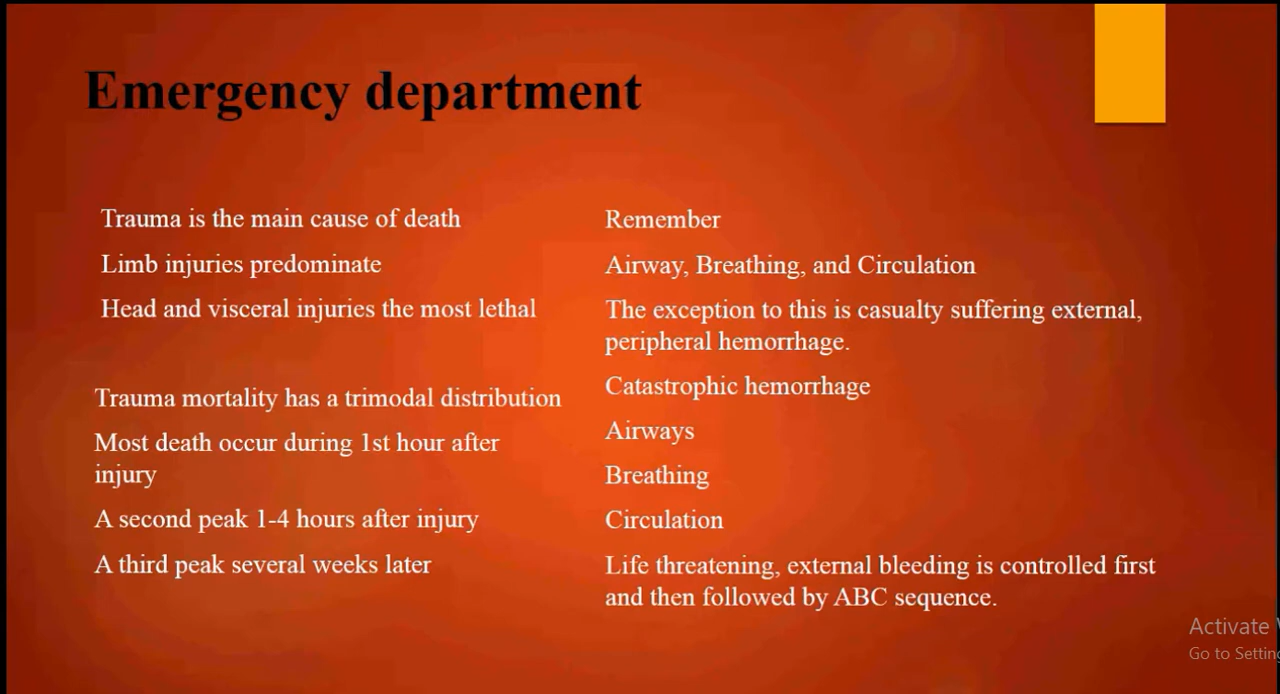 Emergency department
Trauma is the main cause of death
Limb injuries predominate
Head and visceral injuries the most lethal
Trauma mortality has a trimodal distribution
Most death occur during 1st hour after
injury
A second peak 1-4 hours after injury
A third peak several weeks later
Remember
Airway, Breathing, and Circulation
The exception to this is casualty suffering external,
peripheral hemorrhage.
Catastrophic hemorrhage
Airways
Breathing
Circulation
Life threatening, external bleeding is controlled first
and then followed by ABC sequence.
Activate
Go to Setting